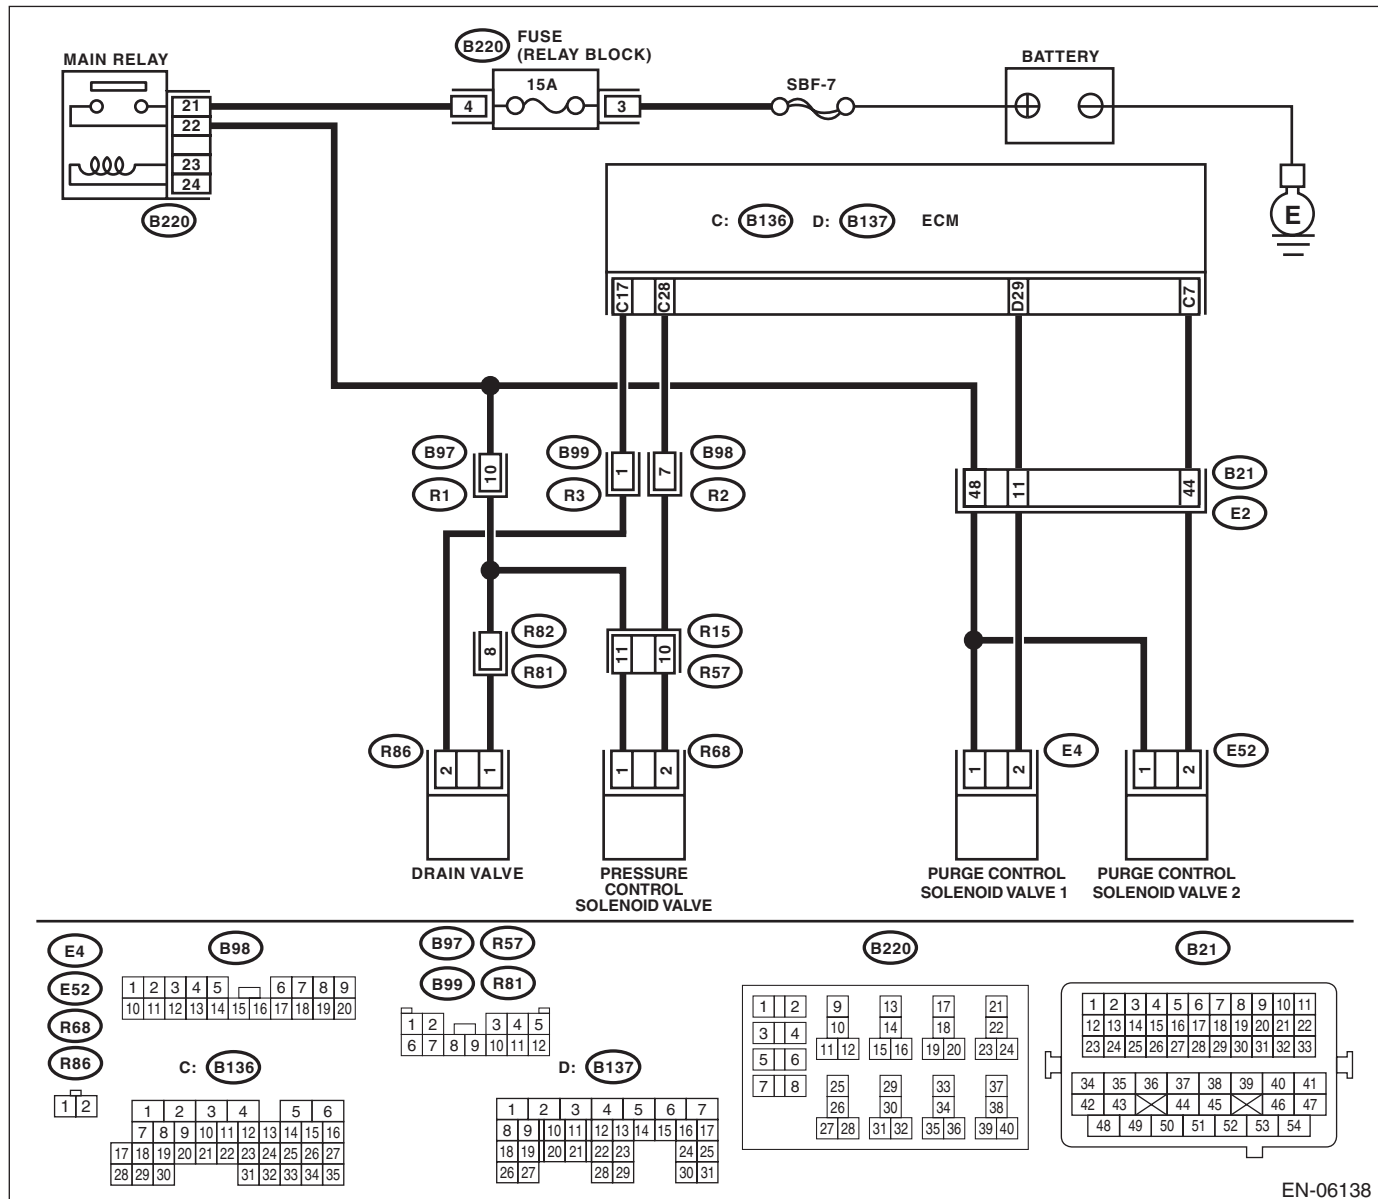 B220 FUSE
(RELAY BLOCK)
MAIN RELAY
BATTERY
15A
SBF-7
21
4
3
22
23
24
B220
E
C: B136 D: B137 ECM
C17
C28
D29
C7
B97
B99
B98
B21
10
1
7
48
11
44
R1
R3
R2
E2
R82
R15
8
11
10
R81
R57
R86
R68
E4
E52
2 1
1 2
1 2
1 2
DRAIN VALVE
PRESSURE
CONTROL
SOLENOID VALVE
PURGE CONTROL
SOLENOID VALVE 1
PURGE CONTROL
SOLENOID VALVE 2
E4
E52
R68
R86
1 2
B98
1 2 3 4 5 6 7 8 9
10 11 12 13 14 15 16 17 18 19 20
C: B136
1 2 3 4 5 6
7 8 9 10 11 12 13 14 15 16
17 18 19 20 21 22 23 24 25 26 27
28 29 30 31 32 33 34 35
B97 R57
B99 R81
1 2 3 4 5
6 7 8 9 10 11 12
D: B137
1 2 3 4 5 6 7
8 9 10 11 12 13 14 15 16 17
18 19 20 21 22 23 24 25
26 27 28 29 30 31
B220
1 2 9 13 17 21
3 4 10 14 18 22
5 6 11 12 15 16 19 20 23 24
7 8 25 29 33 37
26 30 34 38
27 28 31 32 35 36 39 40
B21
1 2 3 4 5 6 7 8 9 10 11
12 13 14 15 16 17 18 19 20 21 22
23 24 25 26 27 28 29 30 31 32 33
34 35 36 37 38 39 40 41
42 43 44 45 46 47
48 49 50 51 52 53 54
EN-06138